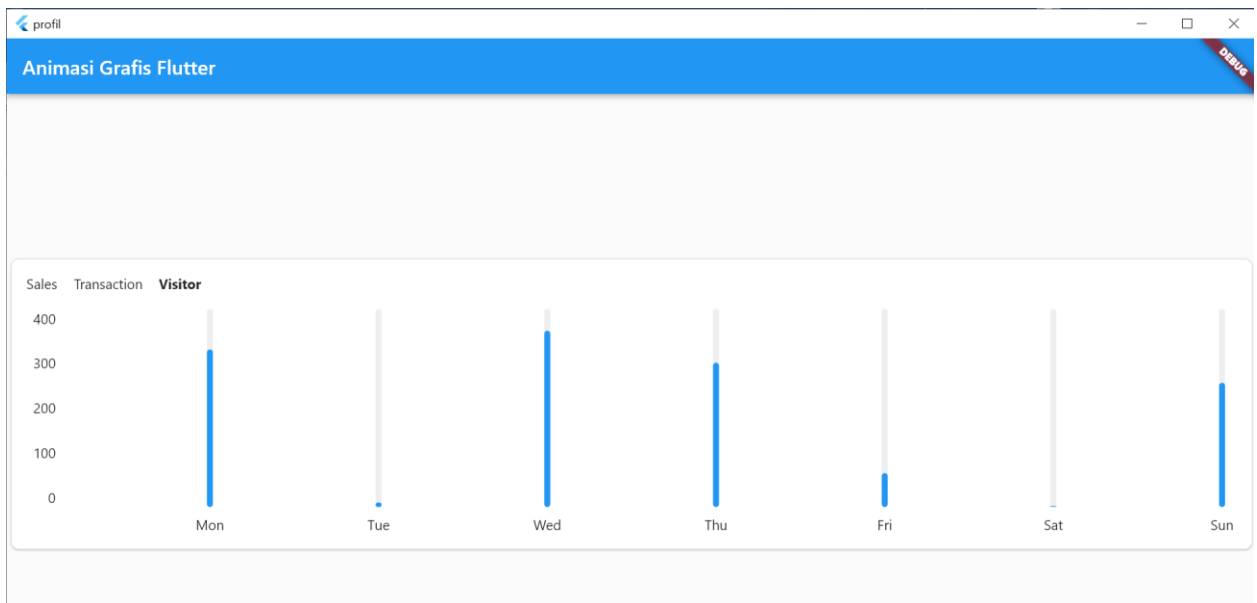 profil
Animasi Grafis Flutter
DEBUG
Sales Transaction Visitor
400
300
200
100
0
Mon Tue Wed Thu Fri Sat Sun